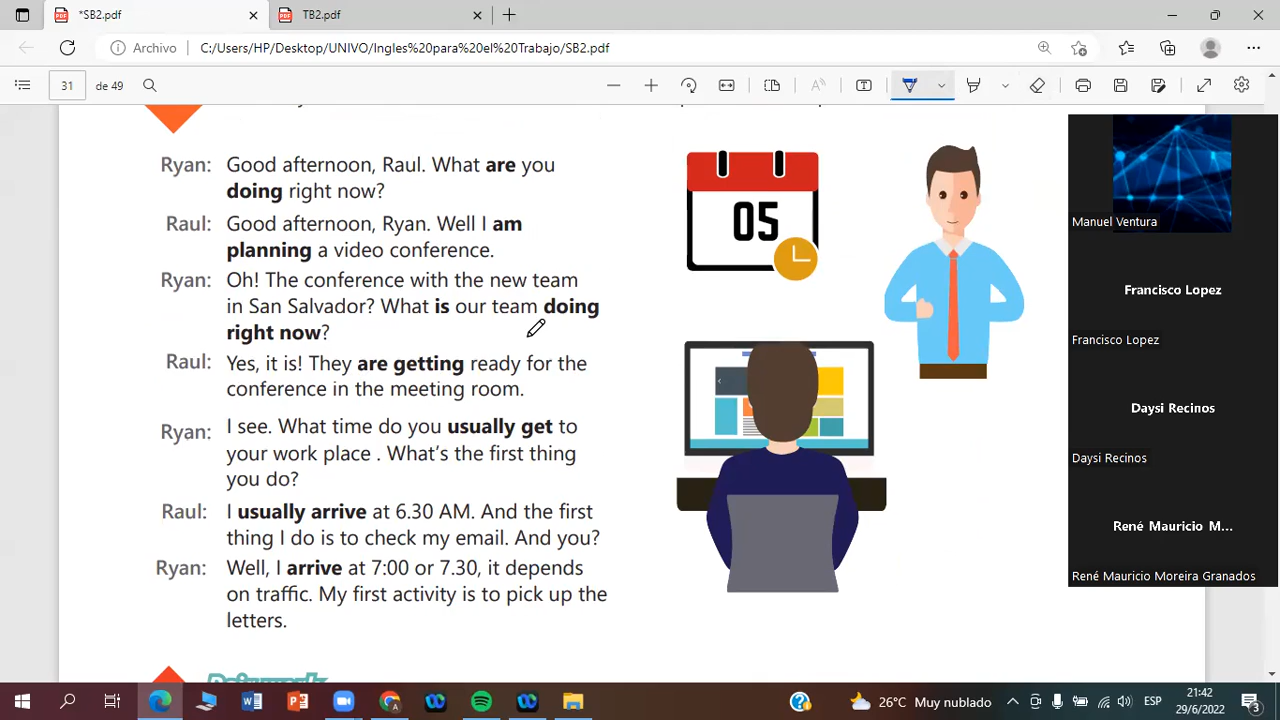 *SB2.pdf
TB2.pdf
Archivo
C:/Users/HP/Desktop/UNIVO/Ingles%20para%20el%20Trabajo/SB2.pdf
31 de 49
Ryan: Good afternoon, Raul. What are you
doing right now?
Raul: Good afternoon, Ryan. Well I am
planning a video conference.
Ryan: Oh! The conference with the new team
in San Salvador? What is our team doing
right now?
Raul: Yes, it is! They are getting ready for the
conference in the meeting room.
Ryan: I see. What time do you usually get to
your work place . What's the first thing
you do?
Raul: I usually arrive at 6.30 AM. And the first
thing I do is to check my email. And you?
Ryan: Well, I arrive at 7:00 or 7.30, it depends
on traffic. My first activity is to pick up the
letters.
05
Manuel Ventura
Francisco Lopez
Francisco Lopez
Daysi Recinos
Daysi Recinos
René Mauricio M...
René Mauricio Moreira Granados
26°C Muy nublado
ESP
21:42
29/6/2022
3